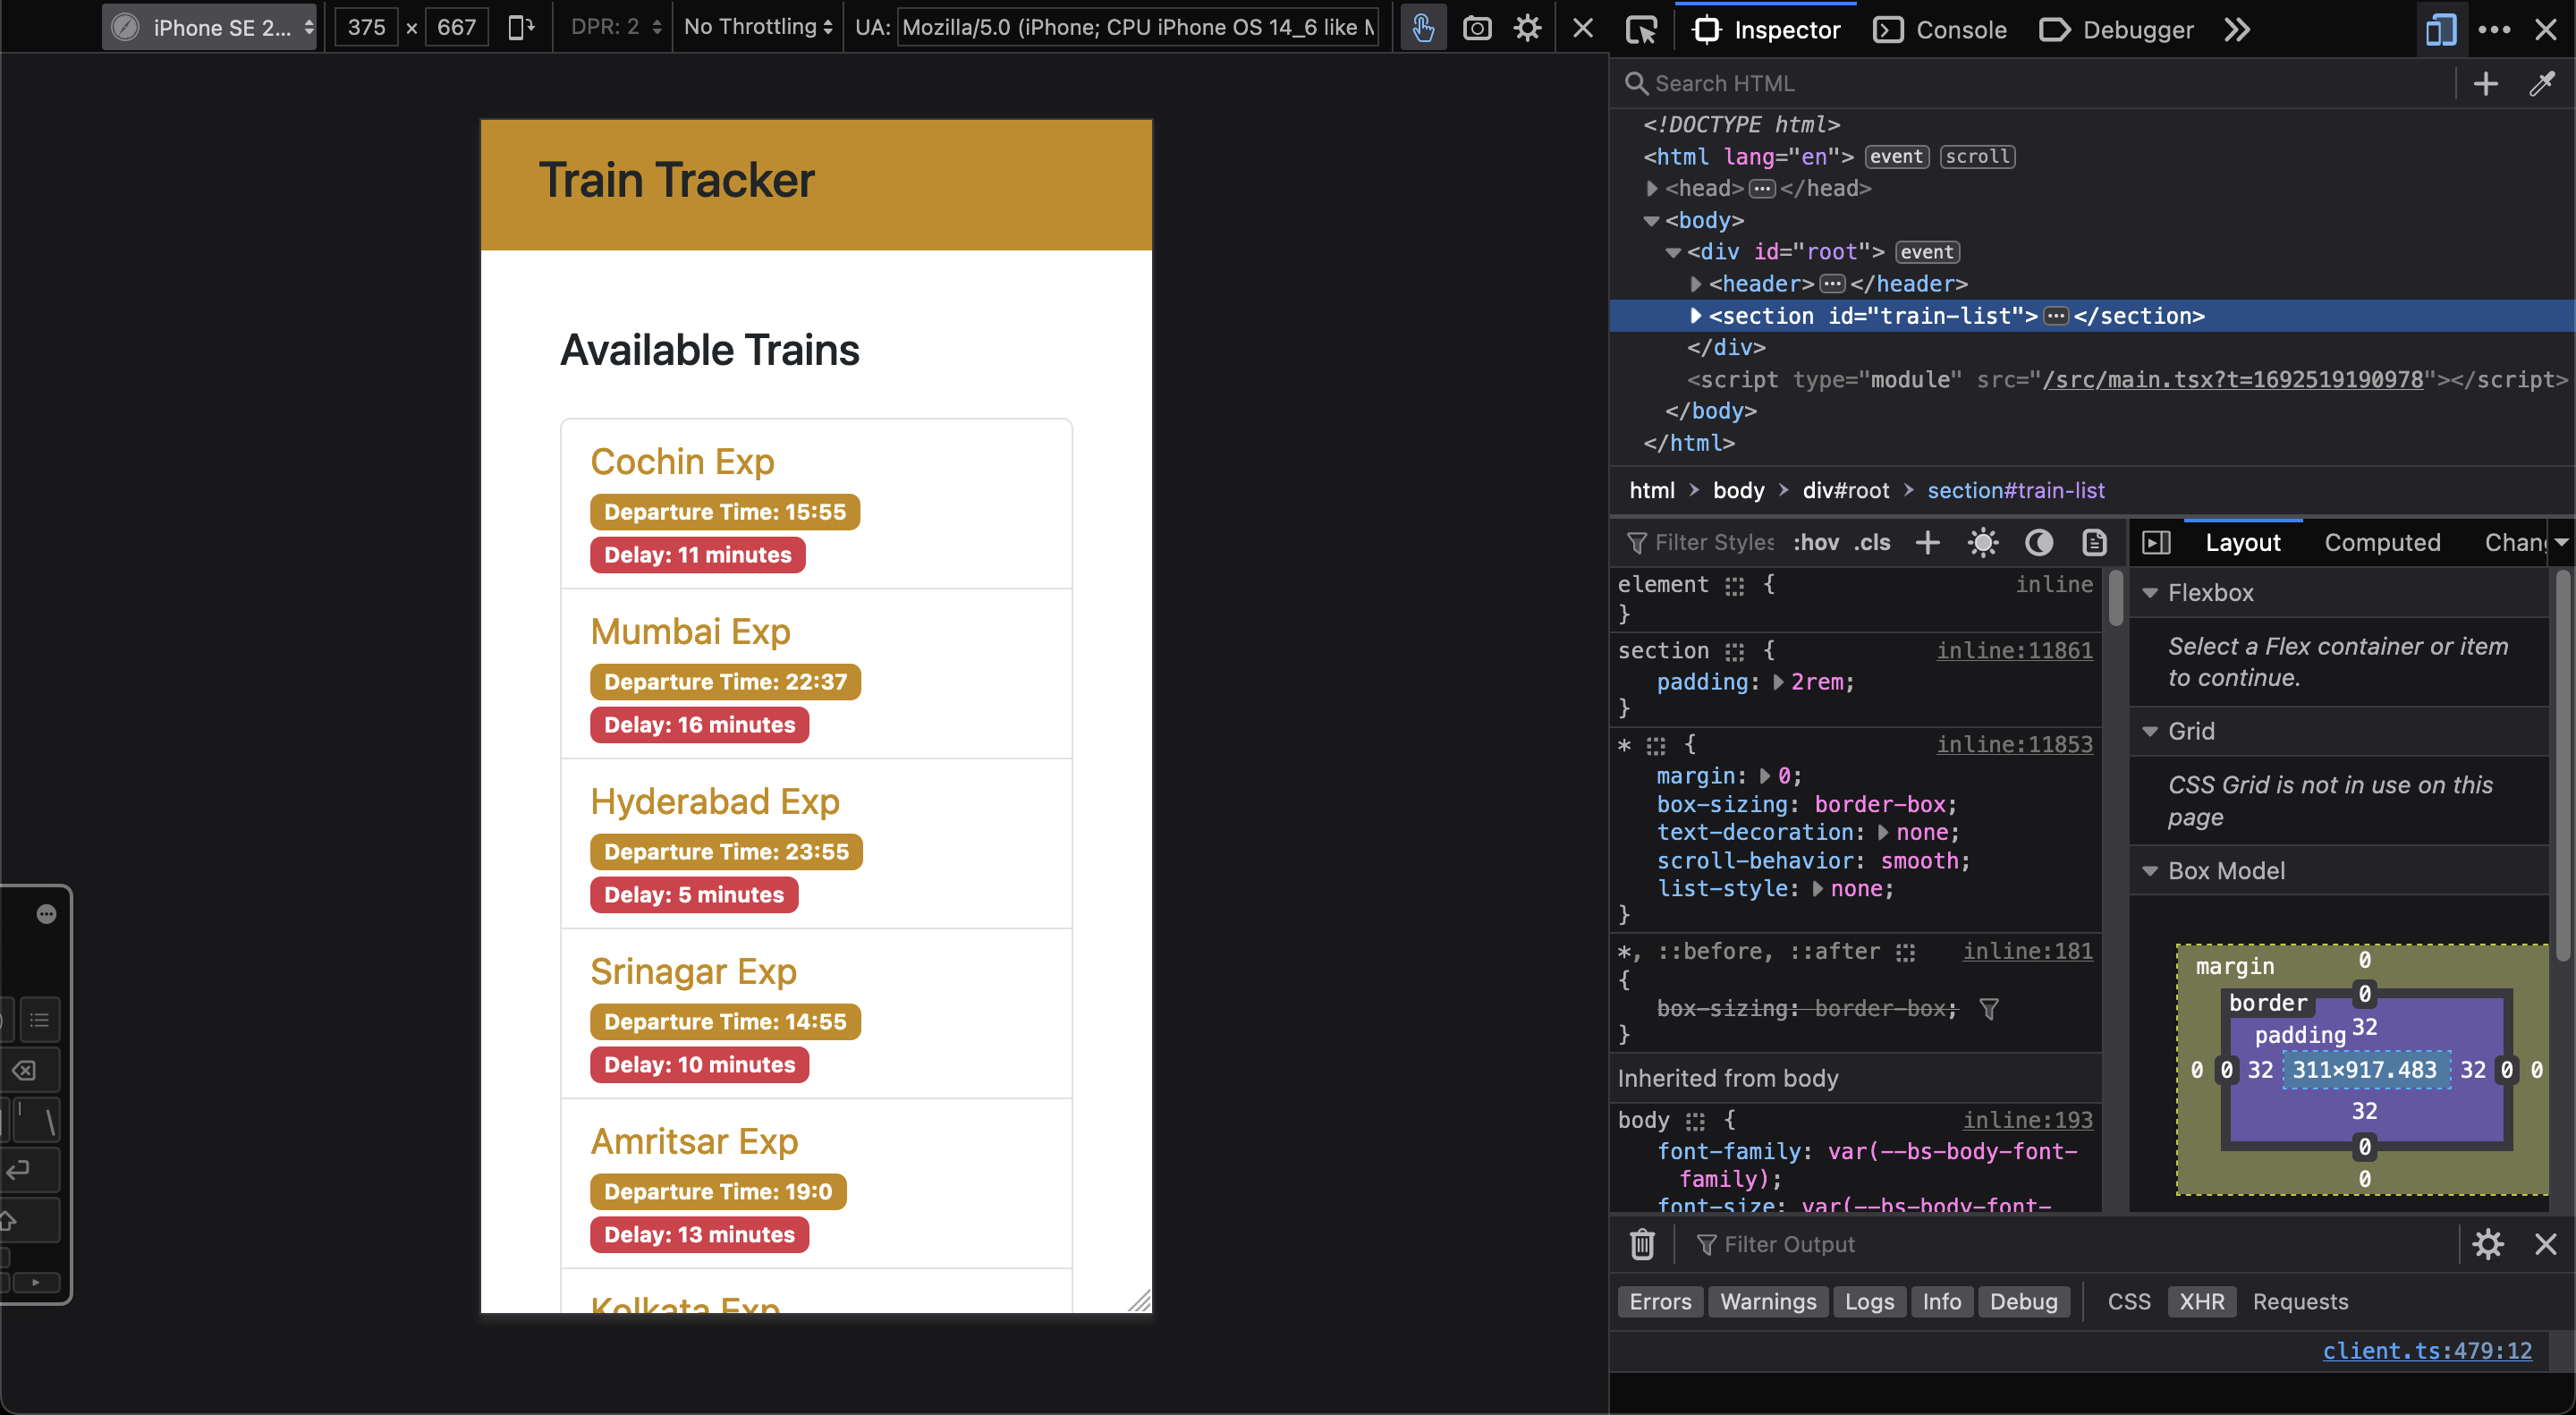 iPhone SE 2...
375 × 667
DPR: 2
No Throttling
UA: Mozilla/5.0 (iPhone; CPU iPhone OS 14_6 like M
Train Tracker
Available Trains
Cochin Exp
Departure Time: 15:55
Delay: 11 minutes
Mumbai Exp
Departure Time: 22:37
Delay: 16 minutes
Hyderabad Exp
Departure Time: 23:55
Delay: 5 minutes
Srinagar Exp
Departure Time: 14:55
Delay: 10 minutes
Amritsar Exp
Departure Time: 19:0
Delay: 13 minutes
Kolkata Exp
Inspector
Console
Debugger
Search HTML
<!DOCTYPE html>
<html lang="en"> event scroll
<head>···</head>
<body>
<div id="root"> event
<header>···</header>
<section id="train-list">···</section>
</div>
<script type="module" src="/src/main.tsx?t=1692519190978"></script>
</body>
</html>
html > body > div#root > section#train-list
Filter Styles :hov .cls
element { inline
}
section { inline:11861
padding: 2rem;
}
* { inline:11853
margin: 0;
box-sizing: border-box;
text-decoration: none;
scroll-behavior: smooth;
list-style: none;
}
*, ::before, ::after inline:181
{
box-sizing: border-box;
}
Inherited from body
body { inline:193
font-family: var(--bs-body-font-
family);
font-size: var(--bs-body-font-
Layout
Computed
Chang
Flexbox
Select a Flex container or item
to continue.
Grid
CSS Grid is not in use on this
page
Box Model
margin 0
border 0
padding 32
0 0 32 311×917.483 32 0 0
32
0
0
Filter Output
Errors Warnings Logs Info Debug CSS XHR Requests
client.ts:479:12